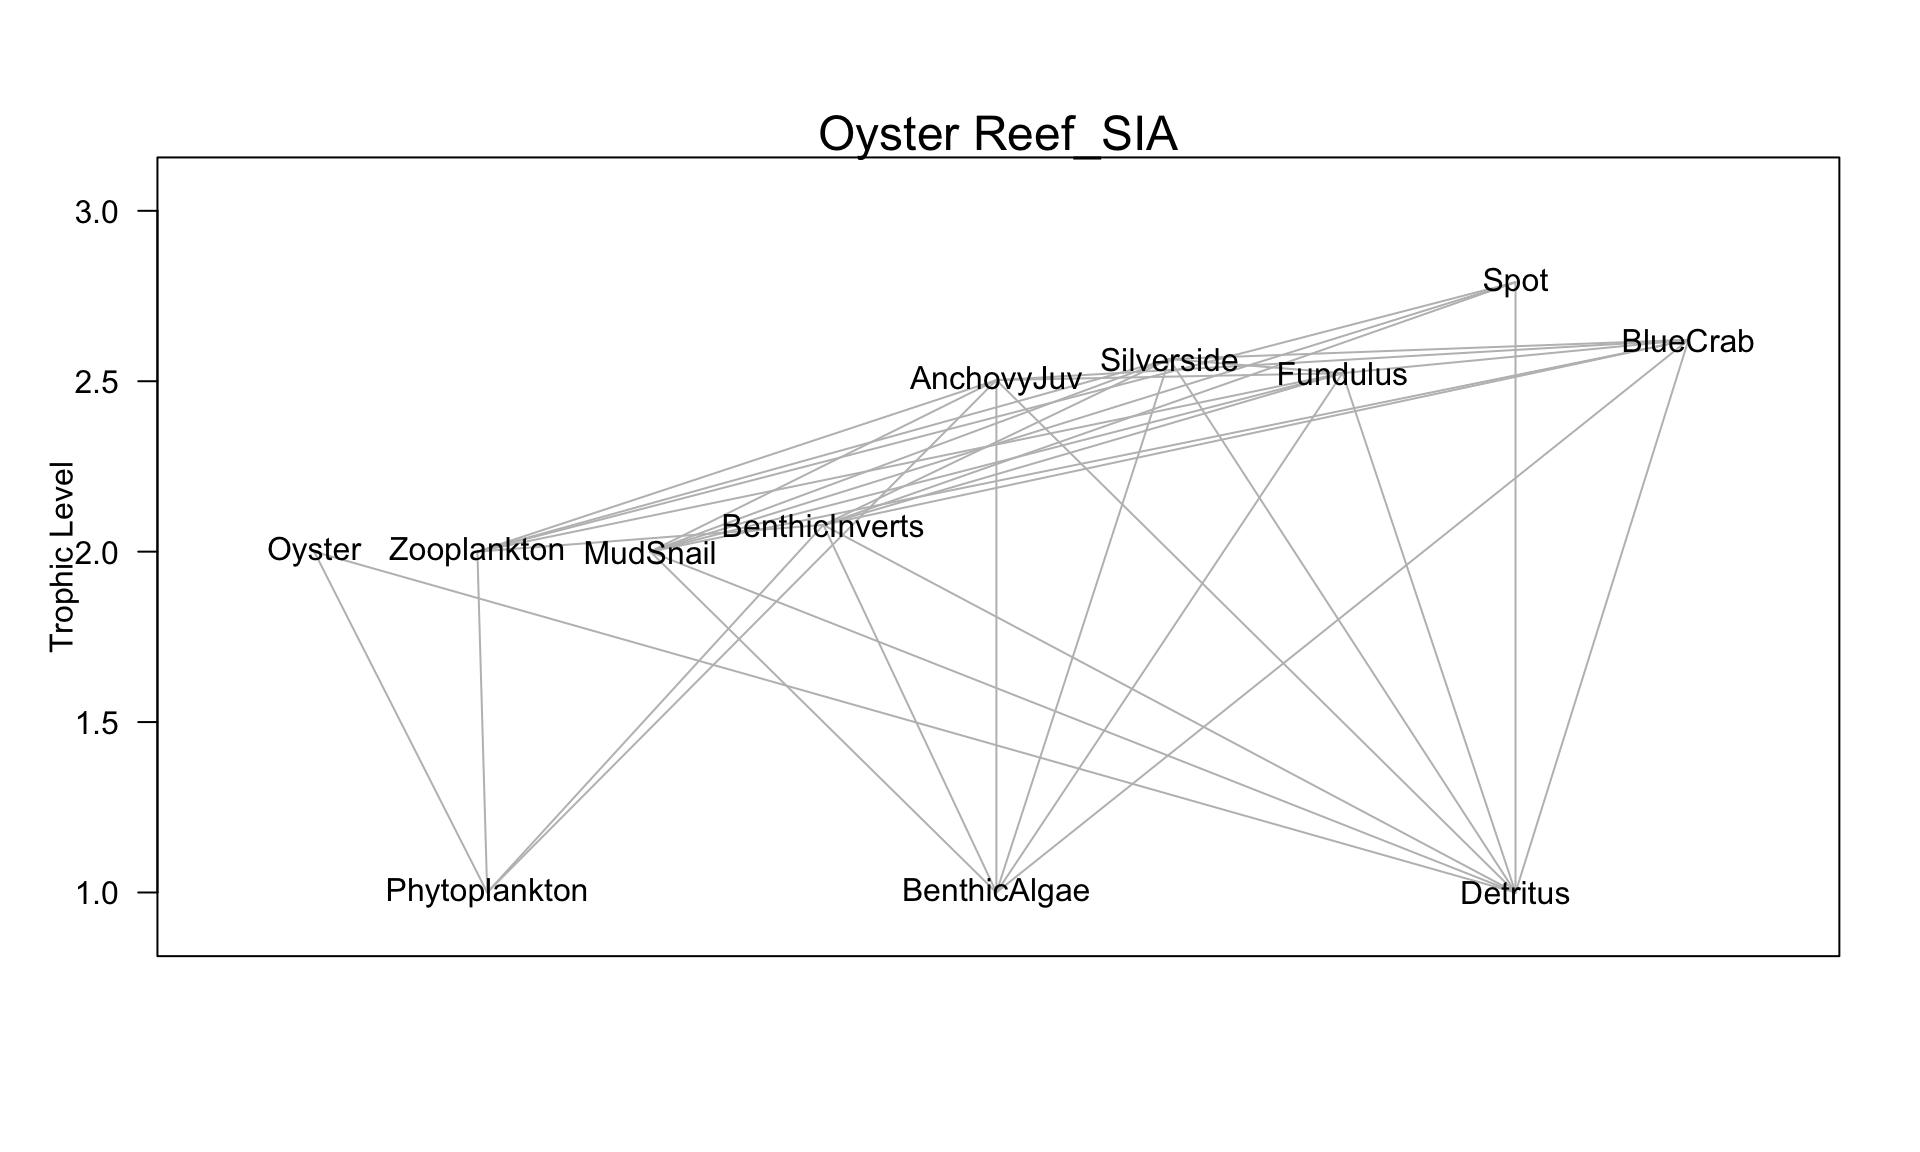 Oyster Reef_SIA
3.0
Spot
BlueCrab
Silverside
Fundulus
AnchovyJuv
2.5
Trophic Level
BenthicInverts
Oyster
Zooplankton
MudSnail
2.0
1.5
1.0
Phytoplankton
BenthicAlgae
Detritus